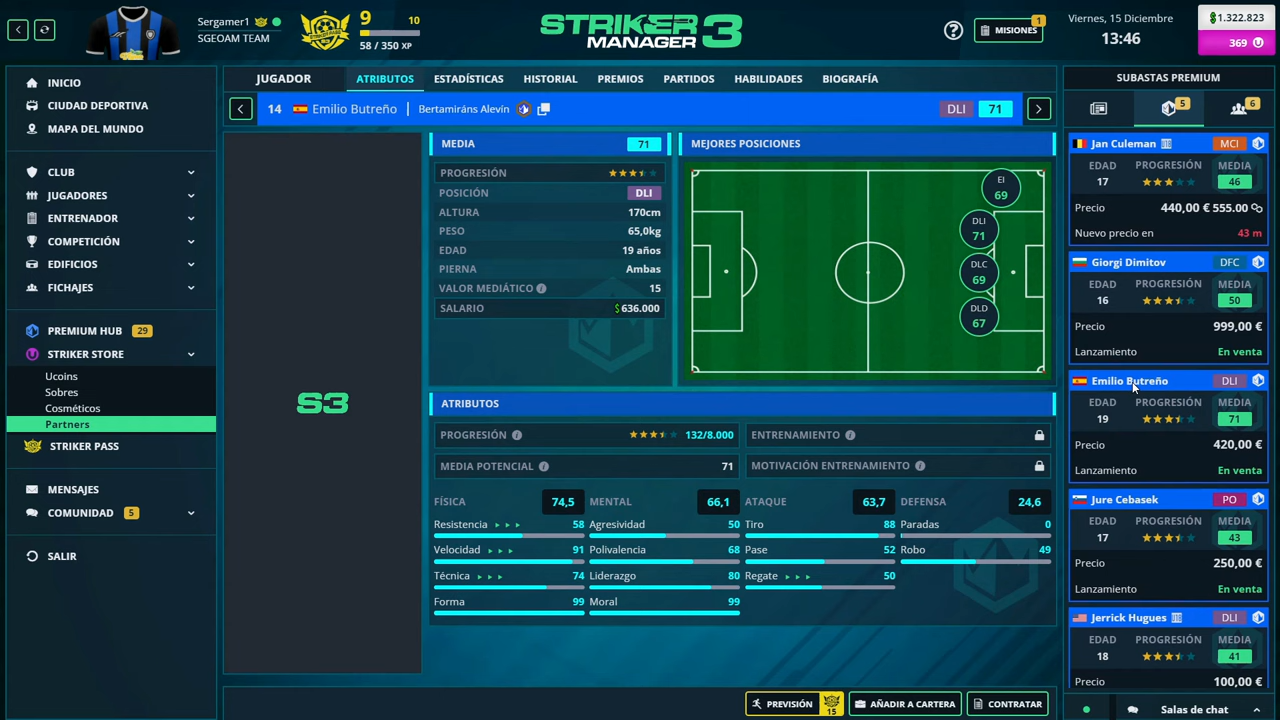 Sergamer1
SGEOAM TEAM
STRIKER PASS
9
10
58 / 350 XP
STRIKER
MANAGER 3
MISIONES
1
Viernes, 15 Diciembre
13:46
$ 1.322.823
369
INICIO
CIUDAD DEPORTIVA
MAPA DEL MUNDO
CLUB
JUGADORES
ENTRENADOR
COMPETICIÓN
EDIFICIOS
FICHAJES
PREMIUM HUB 29
STRIKER STORE
Ucoins
Sobres
Cosméticos
Partners
STRIKER PASS
MENSAJES
COMUNIDAD 5
SALIR
JUGADOR ATRIBUTOS ESTADÍSTICAS HISTORIAL PREMIOS PARTIDOS HABILIDADES BIOGRAFÍA
14 Emilio Butreño Bertamiráns Alevín DLI 71
S3
MEDIA 71
PROGRESIÓN
POSICIÓN DLI
ALTURA 170cm
PESO 65,0kg
EDAD 19 años
PIERNA Ambas
VALOR MEDIÁTICO 15
SALARIO $ 636.000
MEJORES POSICIONES
EI
69
DLI
71
DLC
69
DLD
67
ATRIBUTOS
PROGRESIÓN 132/8.000 ENTRENAMIENTO
MEDIA POTENCIAL 71 MOTIVACIÓN ENTRENAMIENTO
FÍSICA 74,5 MENTAL 66,1 ATAQUE 63,7 DEFENSA 24,6
Resistencia 58 Agresividad 50 Tiro 88 Paradas 0
Velocidad 91 Polivalencia 68 Pase 52 Robo 49
Técnica 74 Liderazgo 80 Regate 50
Forma 99 Moral 99
PREVISIÓN 15 AÑADIR A CARTERA CONTRATAR
SUBASTAS PREMIUM
5
6
Jan Culeman MCI
EDAD PROGRESIÓN MEDIA
17 46
Precio 440,00 € 555.00
Nuevo precio en 43 m
Giorgi Dimitov DFC
EDAD PROGRESIÓN MEDIA
16 50
Precio 999,00 €
Lanzamiento En venta
Emilio Butreño DLI
EDAD PROGRESIÓN MEDIA
19 71
Precio 420,00 €
Lanzamiento En venta
Jure Cebasek PO
EDAD PROGRESIÓN MEDIA
17 43
Precio 250,00 €
Lanzamiento En venta
Jerrick Hugues DLI
EDAD PROGRESIÓN MEDIA
18 41
Precio 100,00 €
Salas de chat